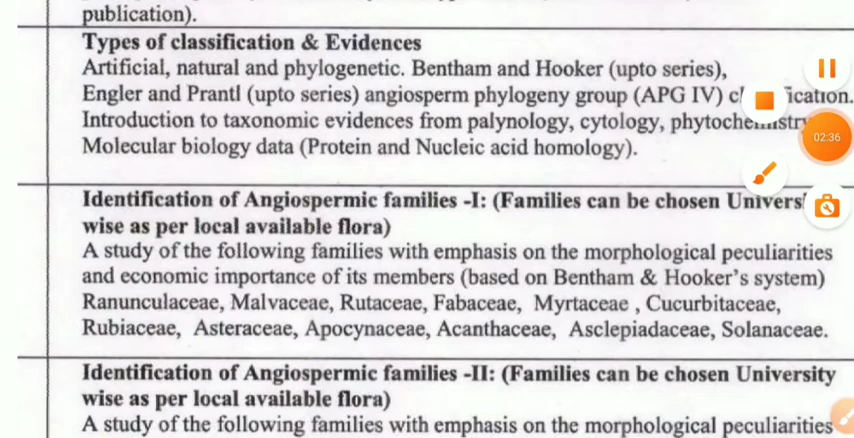 publication).
Types of classification & Evidences
Artificial, natural and phylogenetic. Bentham and Hooker (upto series),
Engler and Prantl (upto series) angiosperm phylogeny group (APG IV)
Introduction to taxonomic evidences from palynology, cytology,
Molecular biology data (Protein and Nucleic acid homology).
Identification of Angiospermic families -I: (Families can be chosen
wise as per local available flora)
A study of the following families with emphasis on the morphological peculiarities
and economic importance of its members (based on Bentham & Hooker's system)
Ranunculaceae, Malvaceae, Rutaceae, Fabaceae, Myrtaceae , Cucurbitaceae,
Rubiaceae, Asteraceae, Apocynaceae, Acanthaceae, Asclepiadaceae, Solanaceae.
Identification of Angiospermic families -II: (Families can be chosen University
wise as per local available flora)
A study of the following families with emphasis on the morphological peculiarities
02:36